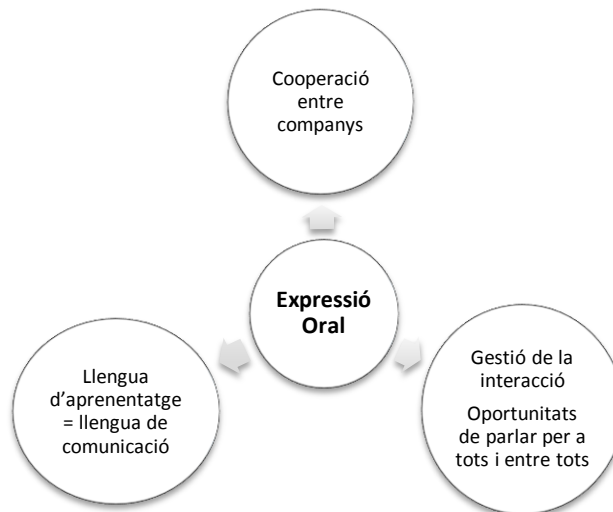 Cooperació
entre
companys
Expressió
Oral
Llengua
d’aprenentatge
= llengua de
comunicació
Gestió de la
interacció
Oportunitats
de parlar per a
tots i entre tots